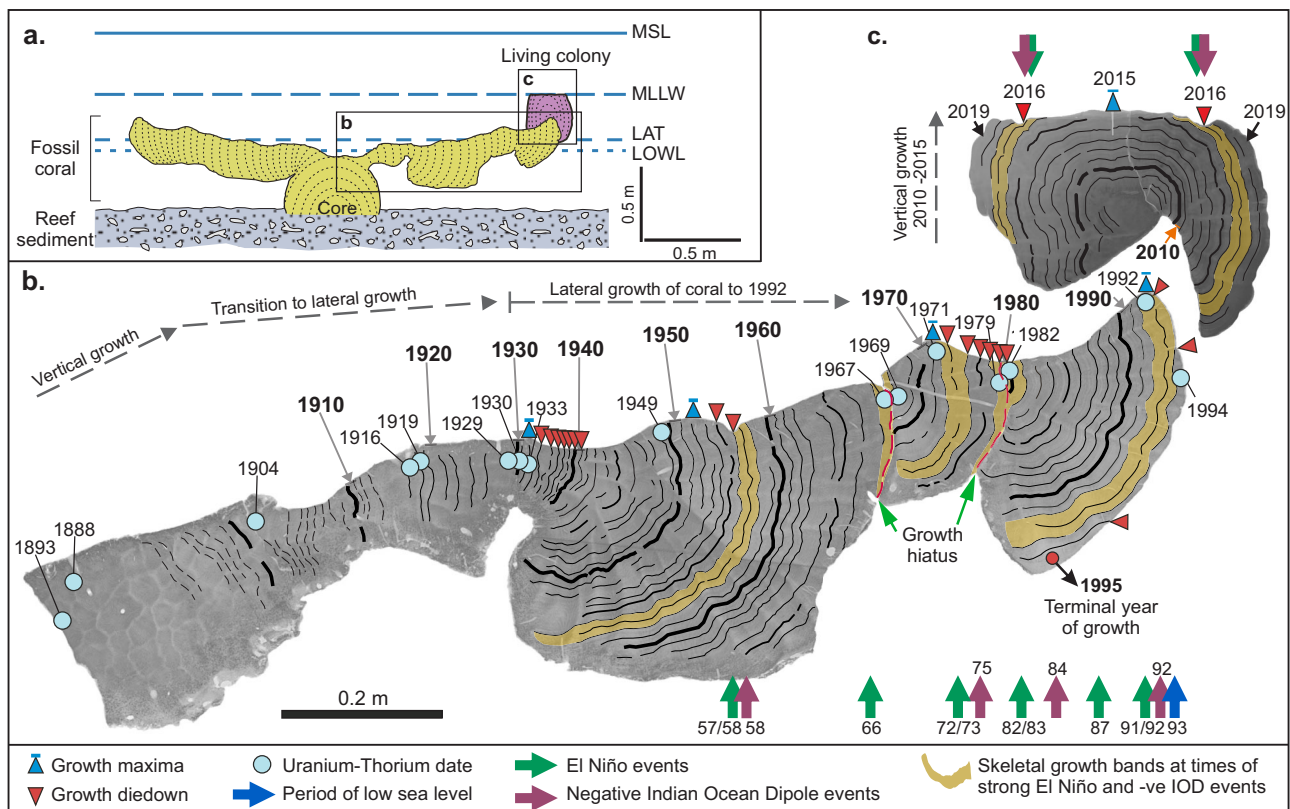 a.
MSL
Living colony
c
MLLW
b
LAT
LOWL
Fossil
coral
Core
Reef
sediment
0.5 m
0.5 m
c.
2016
2015
2016
2019
2019
Vertical growth
2010 -2015
2010
b.
Vertical growth
Transition to lateral growth
Lateral growth of coral to 1992
1893
1888
1904
1910
1916
1919
1920
1929
1930
1930
1933
1940
1949
1950
1960
1967
1969
1970
1971
1979
1980
1982
1990
1992
1994
Growth
hiatus
1995
Terminal year
of growth
0.2 m
75
84
92
57/58
58
66
72/73
82/83
87
91/92
93
Growth maxima
Uranium-Thorium date
El Niño events
Skeletal growth bands at times of
strong El Niño and -ve IOD events
Growth diedown
Period of low sea level
Negative Indian Ocean Dipole events